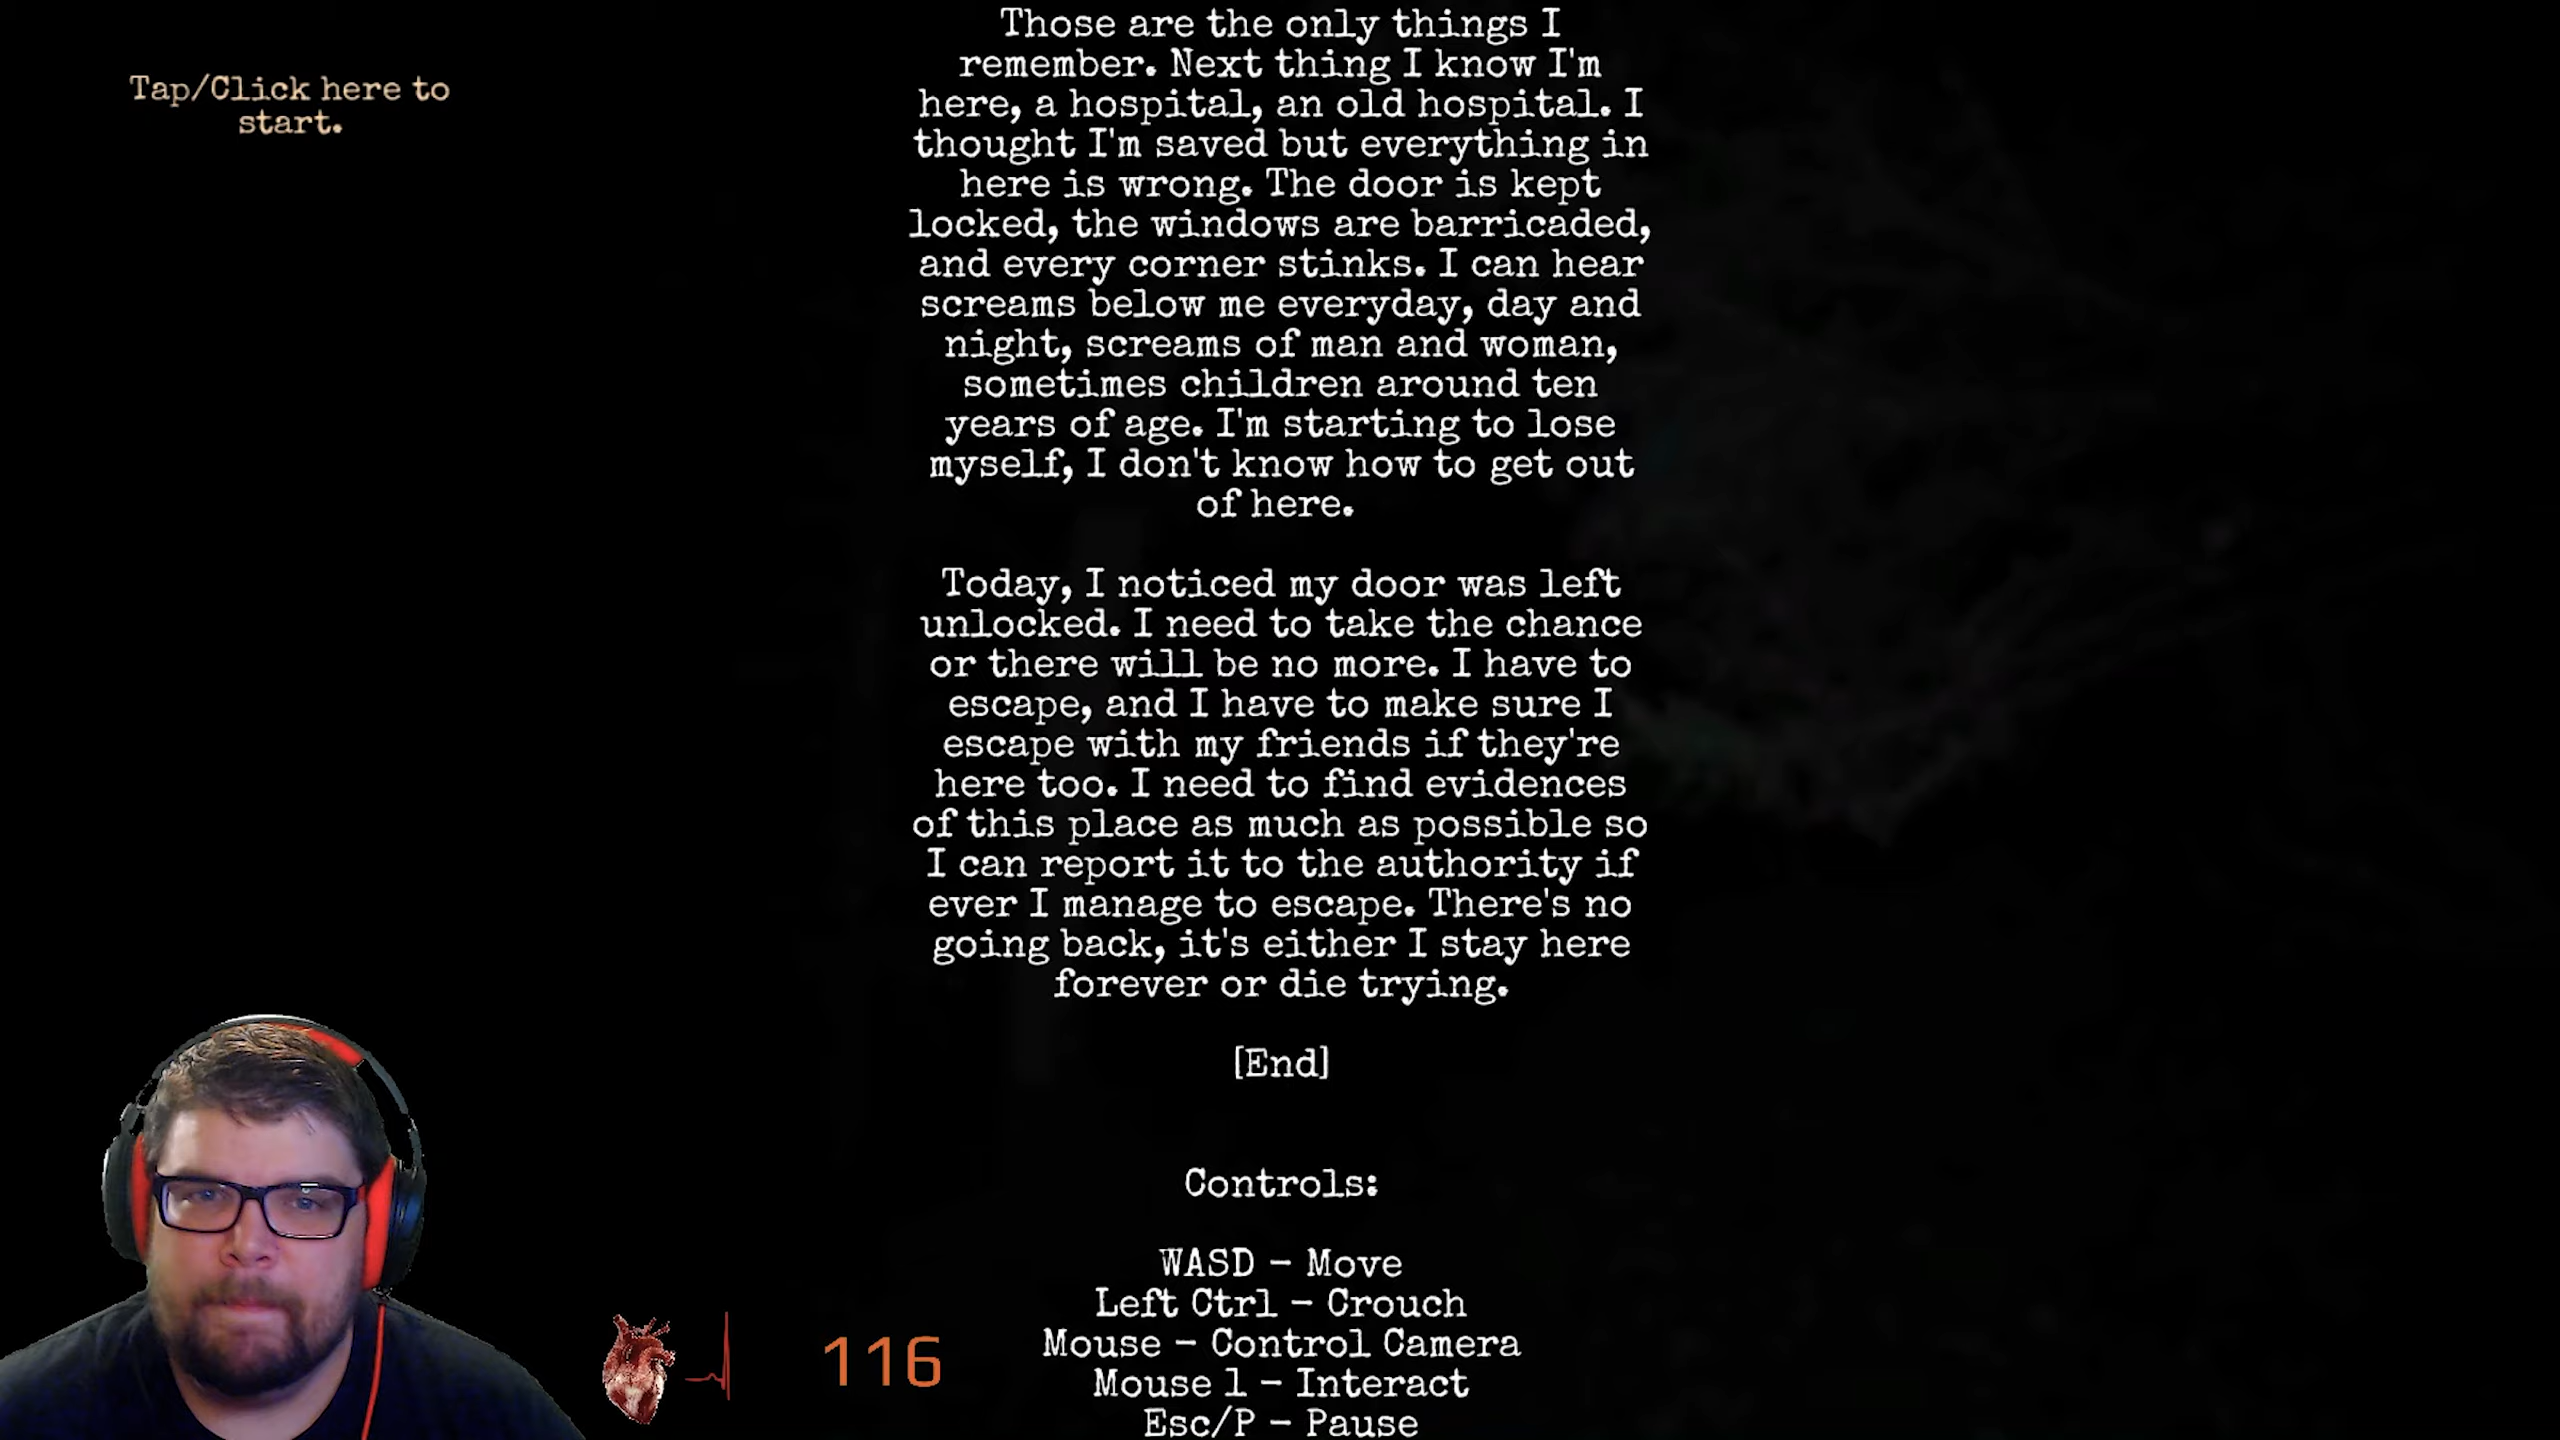 Tap/Click here to
start.
Those are the only things I
remember. Next thing I know I'm
here, a hospital, an old hospital. I
thought I'm saved but everything in
here is wrong. The door is kept
locked, the windows are barricaded,
and every corner stinks. I can hear
screams below me everyday, day and
night, screams of man and woman,
sometimes children around ten
years of age. I'm starting to lose
myself, I don't know how to get out
of here.
Today, I noticed my door was left
unlocked. I need to take the chance
or there will be no more. I have to
escape, and I have to make sure I
escape with my friends if they're
here too. I need to find evidences
of this place as much as possible so
I can report it to the authority if
ever I manage to escape. There's no
going back, it's either I stay here
forever or die trying.
[End]
Controls:
WASD - Move
Left Ctrl - Crouch
Mouse - Control Camera
Mouse 1 - Interact
Esc/P - Pause
116